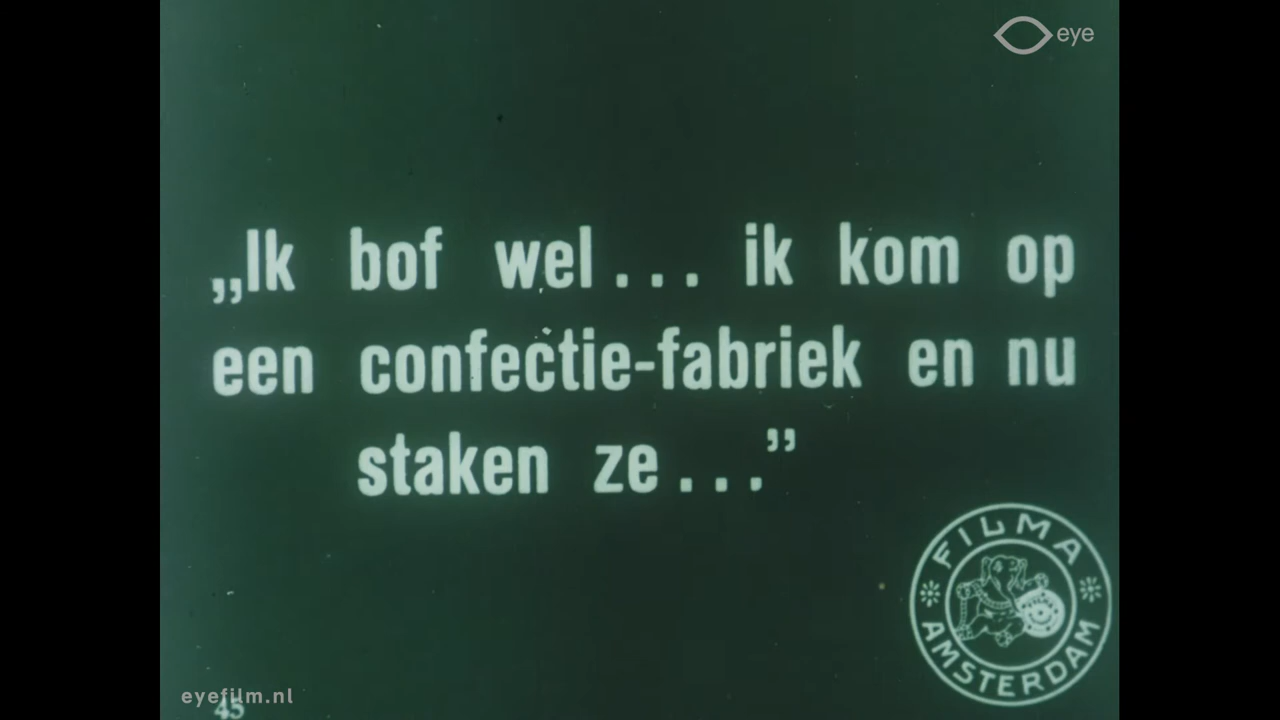 eye
„Ik bof wel... ik kom op
een confectie-fabriek en nu
staken ze...”
FILMA
AMSTERDAM
eyefilm.nl
45